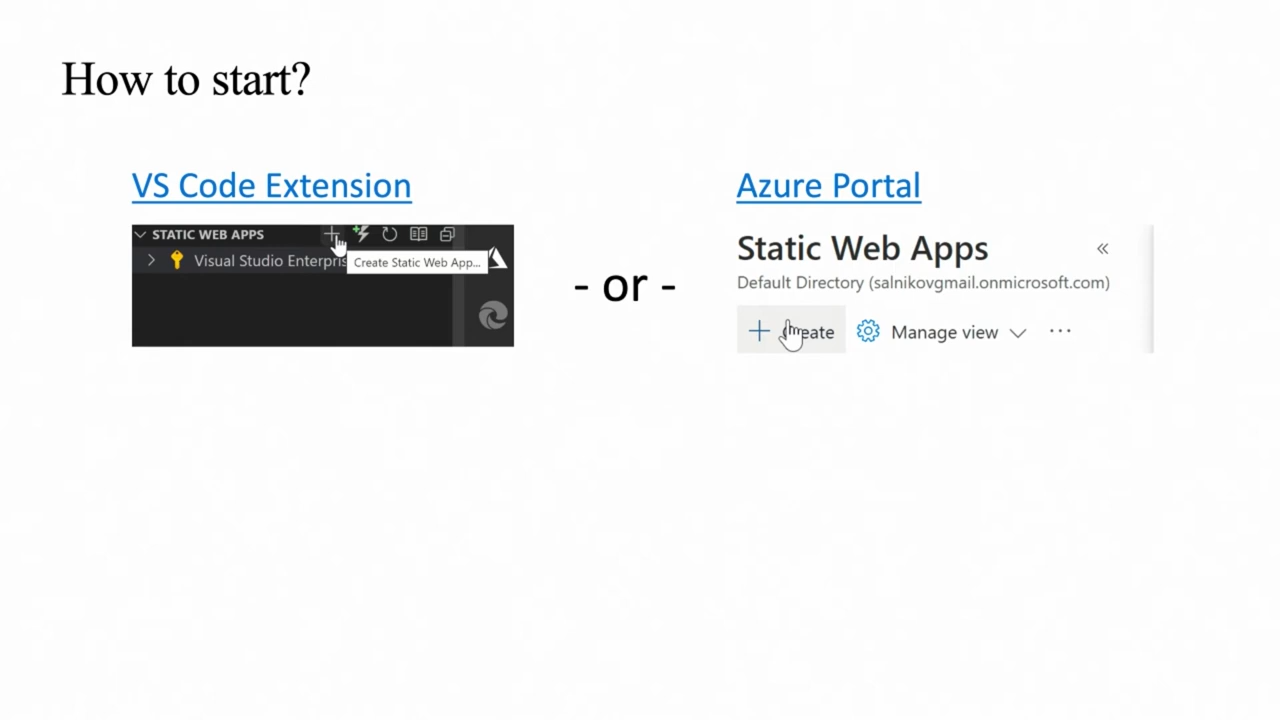 How to start?
VS Code Extension
STATIC WEB APPS
Visual Studio Enterpris
Create Static Web App...
- or -
Azure Portal
Static Web Apps
Default Directory (salnikovgmail.onmicrosoft.com)
Create
Manage view